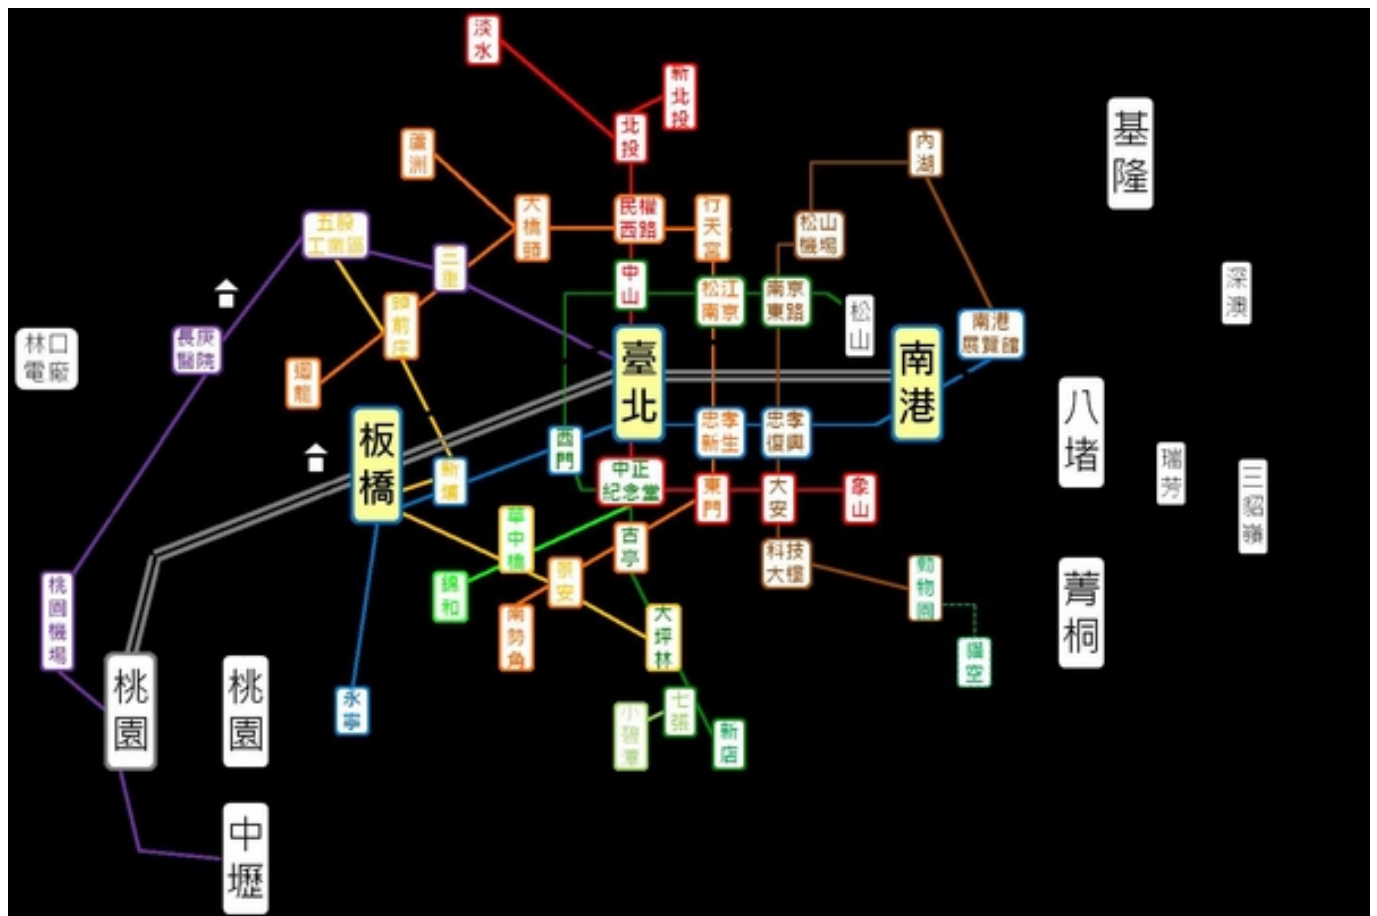 淡水
新北投
北投
蘆洲
內湖
基隆
大橋頭
民權西路
行天宮
五股工業區
松山機場
三重
中山
深澳
松江南京
南京東路
頭前庄
松山
南港展覽館
林口電廠
長庚醫院
臺北
南港
迴龍
八堵
板橋
忠孝新生
忠孝復興
西門
瑞芳
三貂嶺
新埔
中正紀念堂
東門
大安
象山
華中橋
古亭
科技大樓
菁桐
桃園機場
錦和
景安
動物園
南勢角
大坪林
貓空
桃園
桃園
永寧
七張
小碧潭
新店
中壢